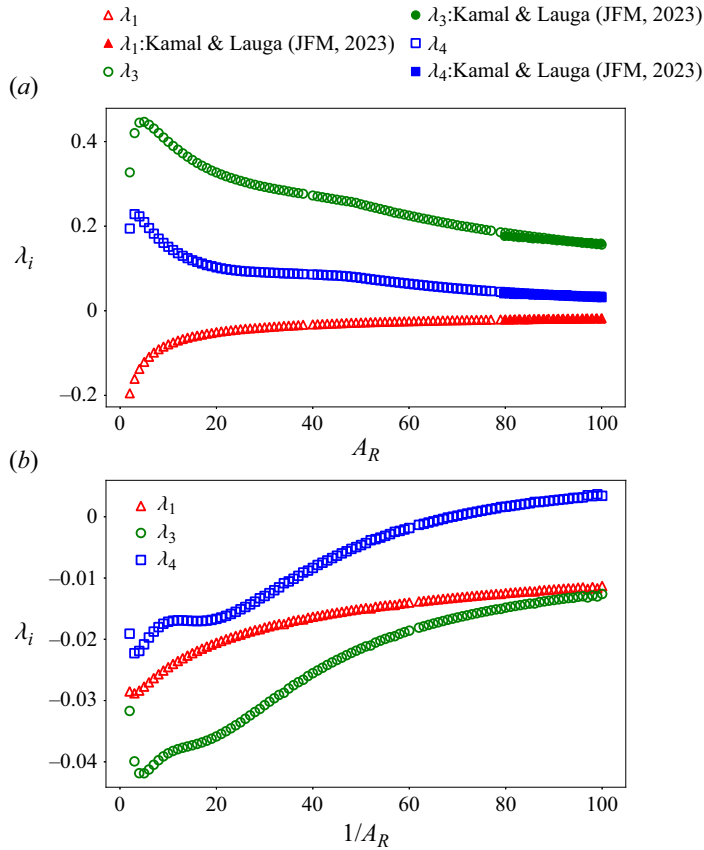 λ1 λ3:Kamal & Lauga (JFM, 2023)
λ1:Kamal & Lauga (JFM, 2023) λ4
λ3 λ4:Kamal & Lauga (JFM, 2023)
(a)
0.4
0.2
λi
0
–0.2
0 20 40 60 80 100
AR
(b)
λ1
λ3
λ4
0
–0.01
λi
–0.02
–0.03
–0.04
0 20 40 60 80 100
1/AR